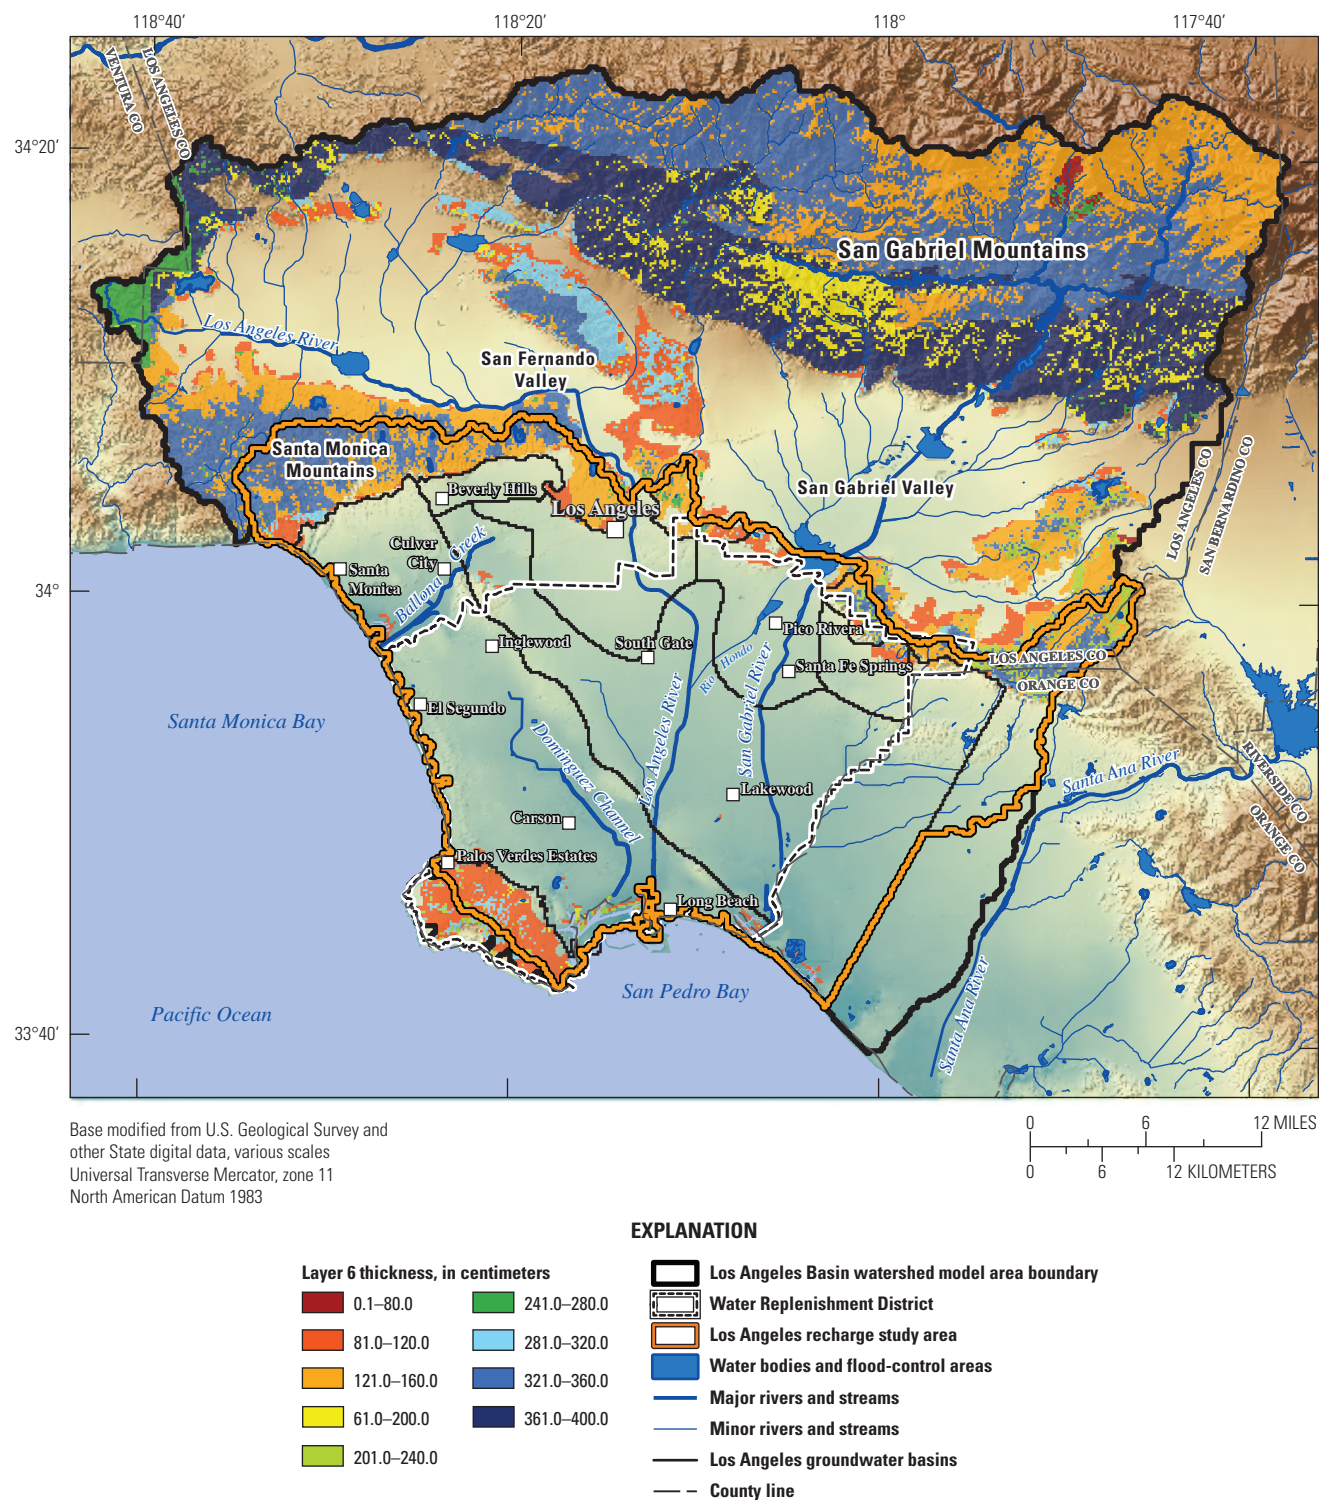 118°40′
118°20′
118°
117°40′
34°20′
34°
33°40′
VENTURA CO
LOS ANGELES CO
San Gabriel Mountains
Los Angeles River
San Fernando
Valley
Santa Monica
Mountains
San Gabriel Valley
LOS ANGELES CO
SAN BERNARDINO CO
Beverly Hills
Los Angeles
Culver
City
Ballona Creek
Santa
Monica
Inglewood
South Gate
Rio Hondo
Pico Rivera
Santa Fe Springs
LOS ANGELES CO
ORANGE CO
Santa Monica Bay
El Segundo
Dominguez Channel
Los Angeles River
San Gabriel River
Lakewood
Carson
Santa Ana River
RIVERSIDE CO
ORANGE CO
Palos Verdes Estates
Long Beach
San Pedro Bay
Pacific Ocean
Santa Ana River
Base modified from U.S. Geological Survey and
other State digital data, various scales
Universal Transverse Mercator, zone 11
North American Datum 1983
0 6 12 MILES
0 6 12 KILOMETERS
EXPLANATION
Layer 6 thickness, in centimeters
0.1–80.0
81.0–120.0
121.0–160.0
61.0–200.0
201.0–240.0
241.0–280.0
281.0–320.0
321.0–360.0
361.0–400.0
Los Angeles Basin watershed model area boundary
Water Replenishment District
Los Angeles recharge study area
Water bodies and flood-control areas
Major rivers and streams
Minor rivers and streams
Los Angeles groundwater basins
County line